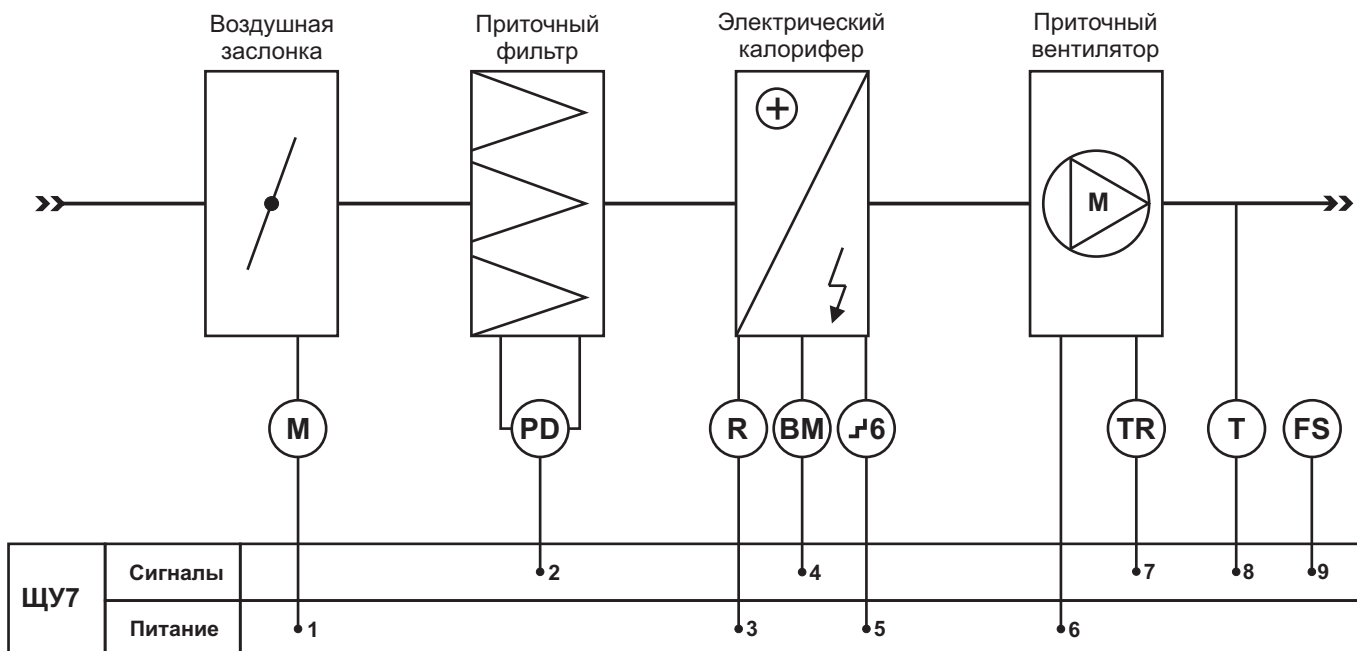 Воздушная
заслонка
Приточный
фильтр
Электрический
калорифер
Приточный
вентилятор
M
M
PD
R
BM
6
TR
T
FS
ЩУ7
Сигналы
2
4
7
8
9
Питание
1
3
5
6